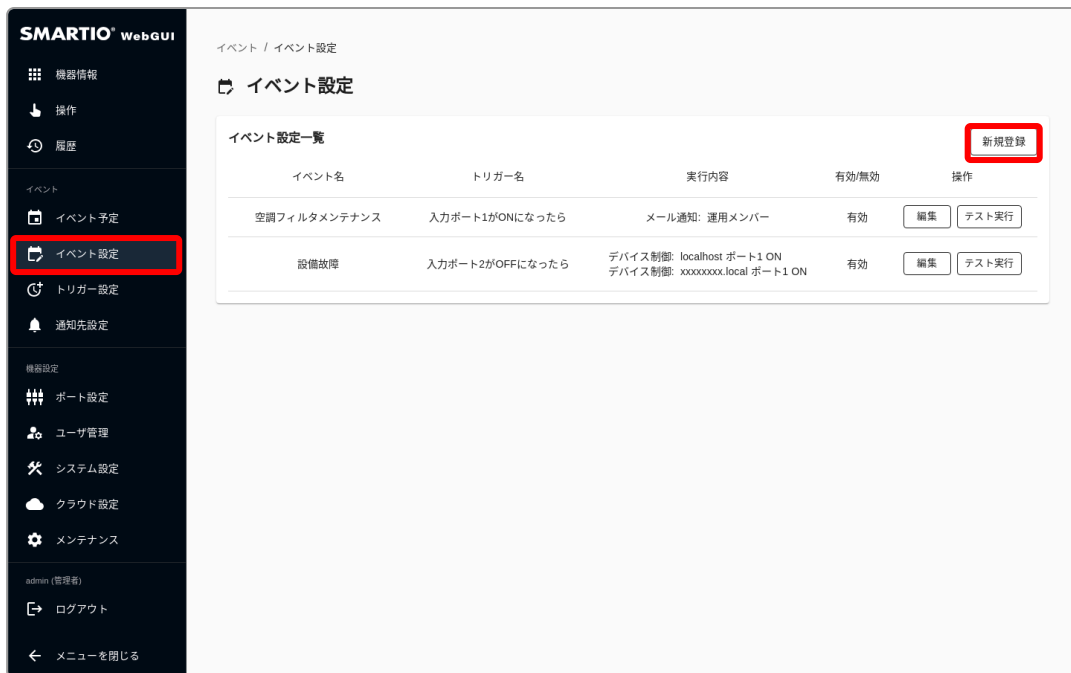 SMARTIO® WebGUI
機器情報
操作
履歴
イベント
イベント予定
イベント設定
トリガー設定
通知先設定
機器設定
ポート設定
ユーザ管理
システム設定
クラウド設定
メンテナンス
admin (管理者)
ログアウト
メニューを閉じる
イベント / イベント設定
イベント設定
イベント設定一覧
新規登録
イベント名 トリガー名 実行内容 有効/無効 操作
空調フィルタメンテナンス 入力ポート1がONになったら メール通知: 運用メンバー 有効 編集 テスト実行
設備故障 入力ポート2がOFFになったら デバイス制御: localhost ポート1 ON 有効 編集 テスト実行
デバイス制御: xxxxxxxx.local ポート1 ON